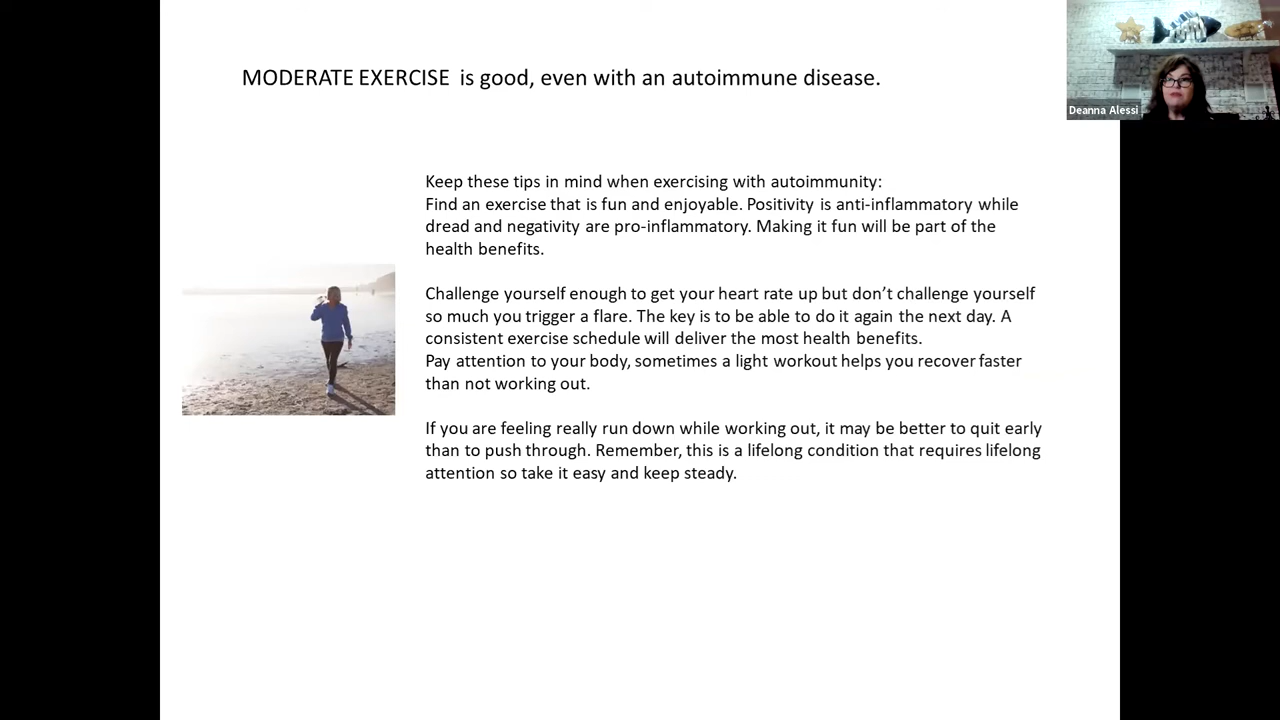 MODERATE EXERCISE is good, even with an autoimmune disease.
Deanna Alessi
Keep these tips in mind when exercising with autoimmunity:
Find an exercise that is fun and enjoyable. Positivity is anti-inflammatory while
dread and negativity are pro-inflammatory. Making it fun will be part of the
health benefits.
Challenge yourself enough to get your heart rate up but don’t challenge yourself
so much you trigger a flare. The key is to be able to do it again the next day. A
consistent exercise schedule will deliver the most health benefits.
Pay attention to your body, sometimes a light workout helps you recover faster
than not working out.
If you are feeling really run down while working out, it may be better to quit early
than to push through. Remember, this is a lifelong condition that requires lifelong
attention so take it easy and keep steady.